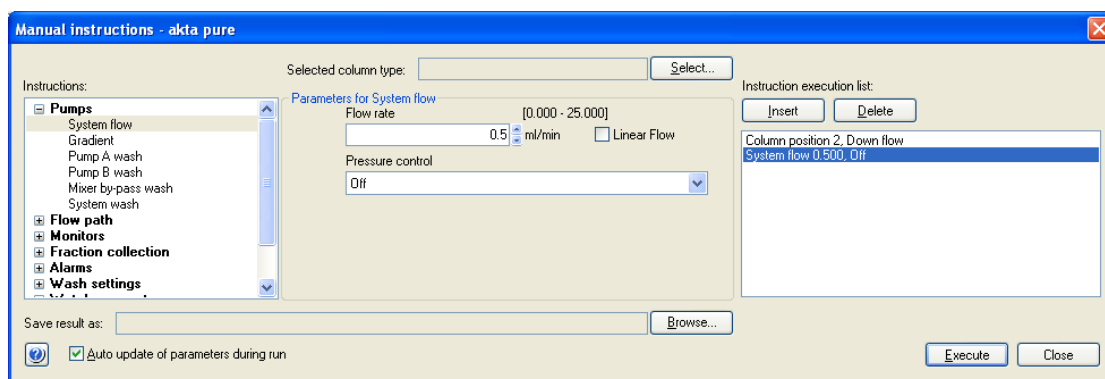 Manual instructions - akta pure
Selected column type:
Select...
Instructions:
Pumps
System flow
Gradient
Pump A wash
Pump B wash
Mixer by-pass wash
System wash
Flow path
Monitors
Fraction collection
Alarms
Wash settings
Parameters for System flow
Flow rate [0.000 - 25.000]
0.5 ml/min Linear Flow
Pressure control
Off
Instruction execution list:
Insert Delete
Column position 2, Down flow
System flow 0.500, Off
Save result as:
Browse...
? Auto update of parameters during run
Execute Close